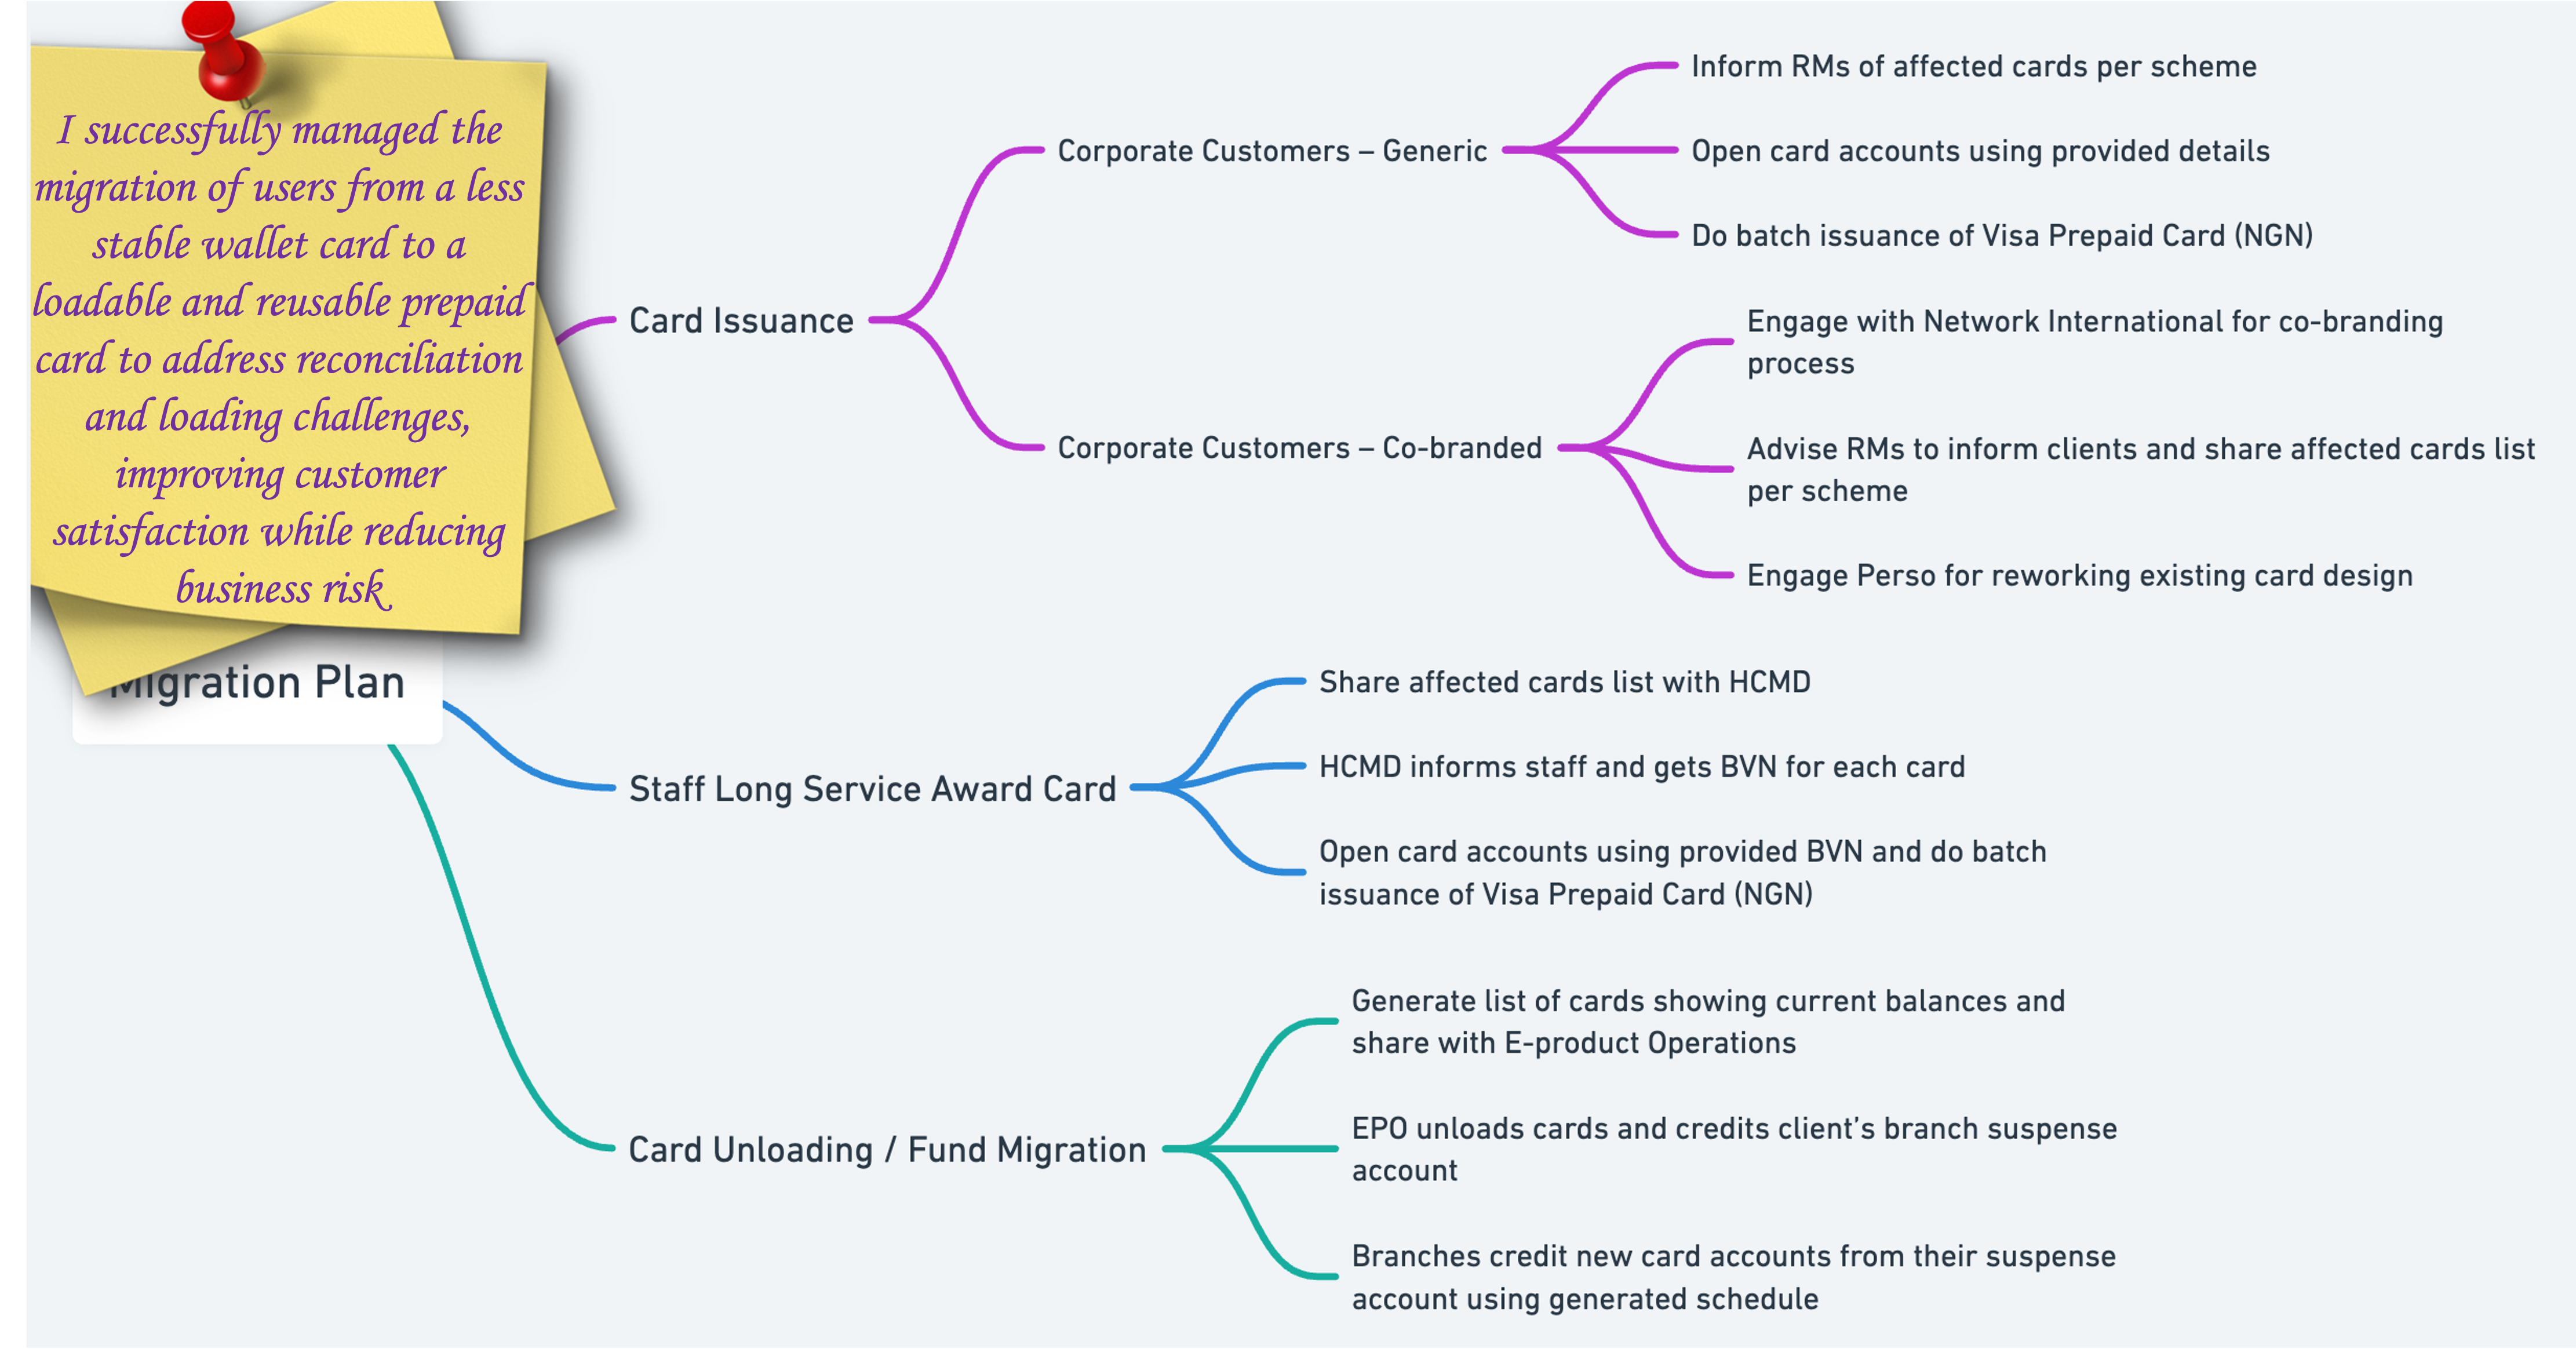 I successfully managed the
migration of users from a less
stable wallet card to a
loadable and reusable prepaid
card to address reconciliation
and loading challenges,
improving customer
satisfaction while reducing
business risk
Migration Plan
Card Issuance
Corporate Customers – Generic
Inform RMs of affected cards per scheme
Open card accounts using provided details
Do batch issuance of Visa Prepaid Card (NGN)
Corporate Customers – Co-branded
Engage with Network International for co-branding
process
Advise RMs to inform clients and share affected cards list
per scheme
Engage Perso for reworking existing card design
Staff Long Service Award Card
Share affected cards list with HCMD
HCMD informs staff and gets BVN for each card
Open card accounts using provided BVN and do batch
issuance of Visa Prepaid Card (NGN)
Card Unloading / Fund Migration
Generate list of cards showing current balances and
share with E-product Operations
EPO unloads cards and credits client’s branch suspense
account
Branches credit new card accounts from their suspense
account using generated schedule